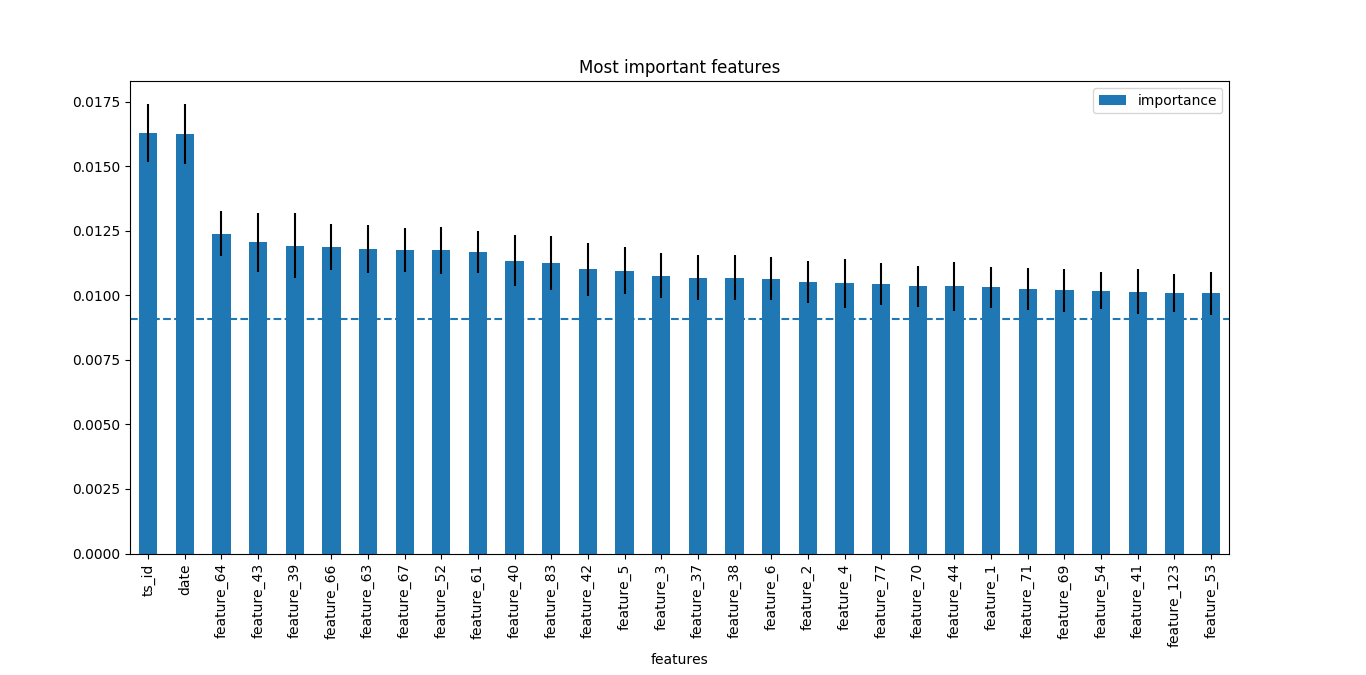 Most important features
importance
0.0175
0.0150
0.0125
0.0100
0.0075
0.0050
0.0025
0.0000
ts_id
date
feature_64
feature_43
feature_39
feature_66
feature_63
feature_67
feature_52
feature_61
feature_40
feature_83
feature_42
feature_5
feature_3
feature_37
feature_38
feature_6
feature_2
feature_4
feature_77
feature_70
feature_44
feature_1
feature_71
feature_69
feature_54
feature_41
feature_123
feature_53
features